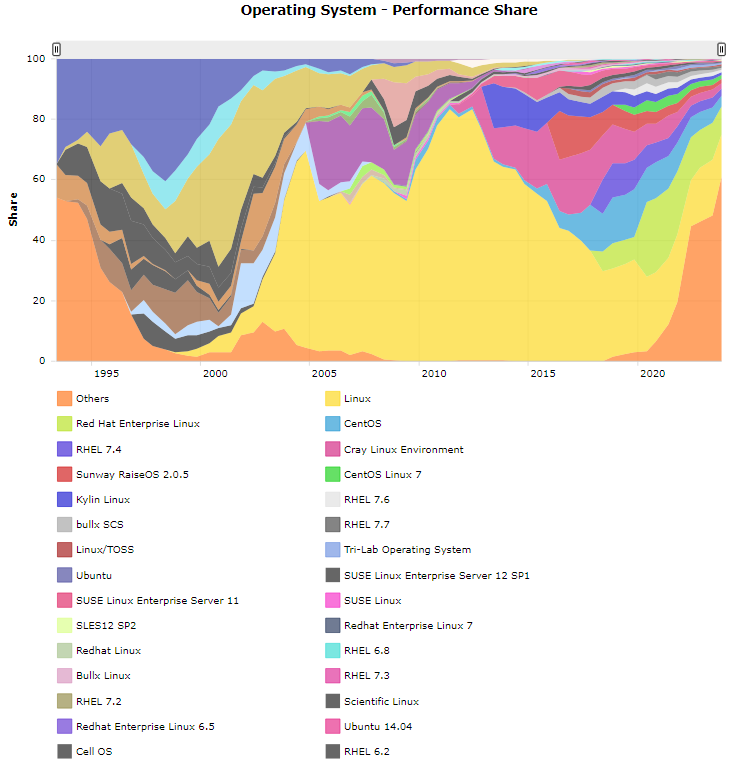 Operating System - Performance Share
100
80
60
40
20
0
Share
1995 2000 2005 2010 2015 2020
Others Linux
Red Hat Enterprise Linux CentOS
RHEL 7.4 Cray Linux Environment
Sunway RaiseOS 2.0.5 CentOS Linux 7
Kylin Linux RHEL 7.6
bullx SCS RHEL 7.7
Linux/TOSS Tri-Lab Operating System
Ubuntu SUSE Linux Enterprise Server 12 SP1
SUSE Linux Enterprise Server 11 SUSE Linux
SLES12 SP2 Redhat Enterprise Linux 7
Redhat Linux RHEL 6.8
Bullx Linux RHEL 7.3
RHEL 7.2 Scientific Linux
Redhat Enterprise Linux 6.5 Ubuntu 14.04
Cell OS RHEL 6.2